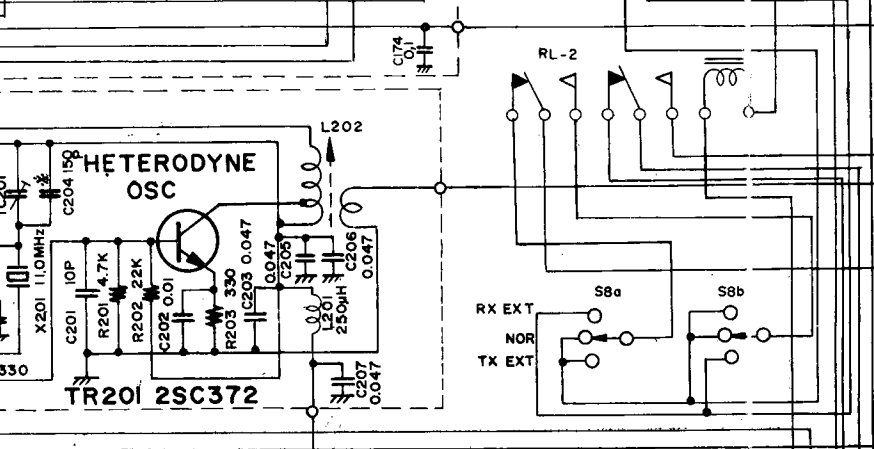 C174
0,1
RL-2
L202
HETERODYNE
OSC
C204 150P
X201 11,0MHz
C201 10P
R201 4.7K
R202 22K
C202 0.01
R203 330
C203 0.047
0.047
C205
C206
0.047
L201
250μH
C207
0.047
330
TR201 2SC372
S8a
S8b
RX EXT
NOR
TX EXT